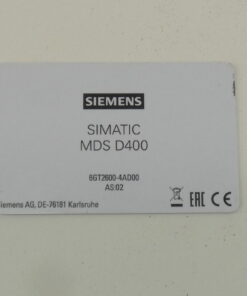 SIEMENS
SIMATIC
MDS D400
6GT2600-4AD00
AS:02
Siemens AG, DE-76181 Karlsruhe
EAC CE